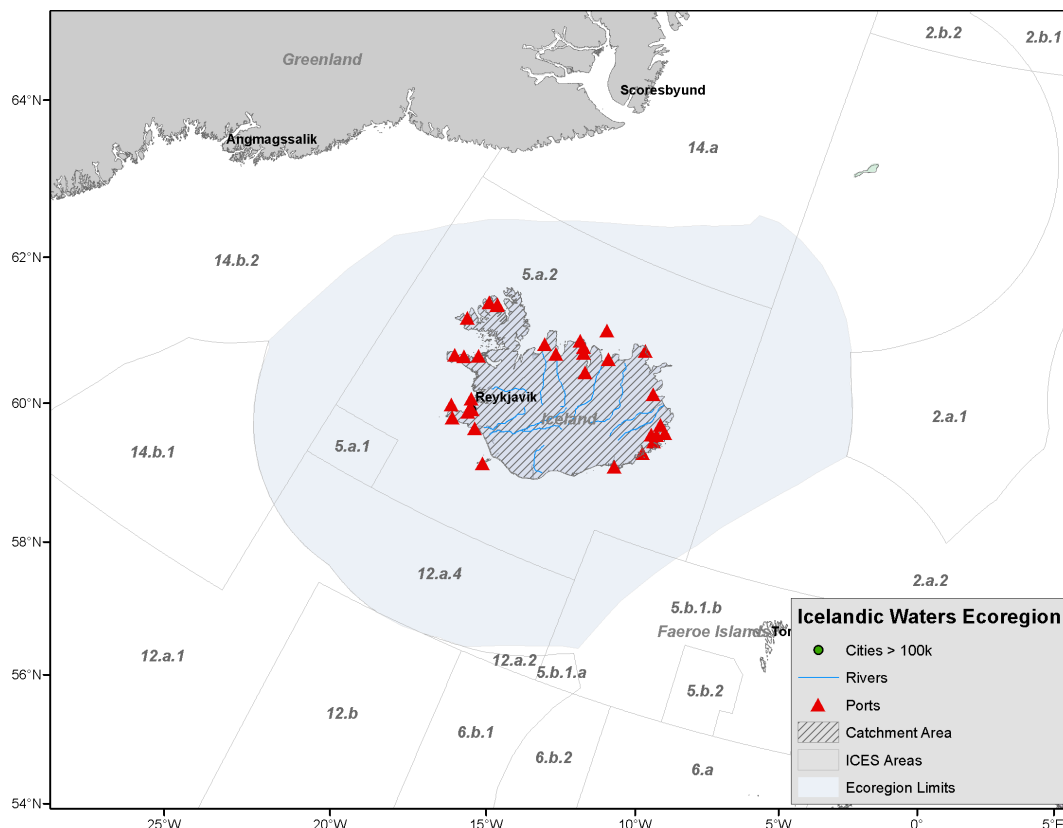 2.b.2
2.b.1
Greenland
Scoresbyund
64°N
Angmagssalik
14.a
62°N
14.b.2
5.a.2
Reykjavik
60°N
Iceland
2.a.1
14.b.1
5.a.1
58°N
12.a.4
2.a.2
5.b.1.b
Faeroe Islands
Tor
12.a.1
12.a.2
5.b.1.a
56°N
5.b.2
12.b
6.b.1
6.b.2
6.a
54°N
Icelandic Waters Ecoregion
Cities > 100k
Rivers
Ports
Catchment Area
ICES Areas
Ecoregion Limits
25°W
20°W
15°W
10°W
5°W
0°
5°E